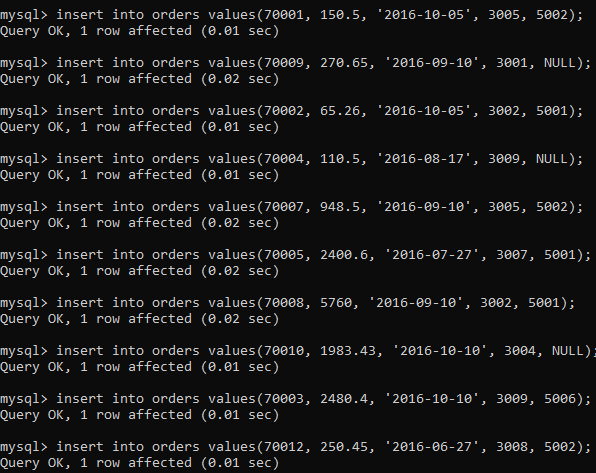 mysql> insert into orders values(70001, 150.5, '2016-10-05', 3005, 5002);
Query OK, 1 row affected (0.01 sec)
mysql> insert into orders values(70009, 270.65, '2016-09-10', 3001, NULL);
Query OK, 1 row affected (0.02 sec)
mysql> insert into orders values(70002, 65.26, '2016-10-05', 3002, 5001);
Query OK, 1 row affected (0.01 sec)
mysql> insert into orders values(70004, 110.5, '2016-08-17', 3009, NULL);
Query OK, 1 row affected (0.01 sec)
mysql> insert into orders values(70007, 948.5, '2016-09-10', 3005, 5002);
Query OK, 1 row affected (0.02 sec)
mysql> insert into orders values(70005, 2400.6, '2016-07-27', 3007, 5001);
Query OK, 1 row affected (0.02 sec)
mysql> insert into orders values(70008, 5760, '2016-09-10', 3002, 5001);
Query OK, 1 row affected (0.02 sec)
mysql> insert into orders values(70010, 1983.43, '2016-10-10', 3004, NULL);
Query OK, 1 row affected (0.01 sec)
mysql> insert into orders values(70003, 2480.4, '2016-10-10', 3009, 5006);
Query OK, 1 row affected (0.01 sec)
mysql> insert into orders values(70012, 250.45, '2016-06-27', 3008, 5002);
Query OK, 1 row affected (0.01 sec)